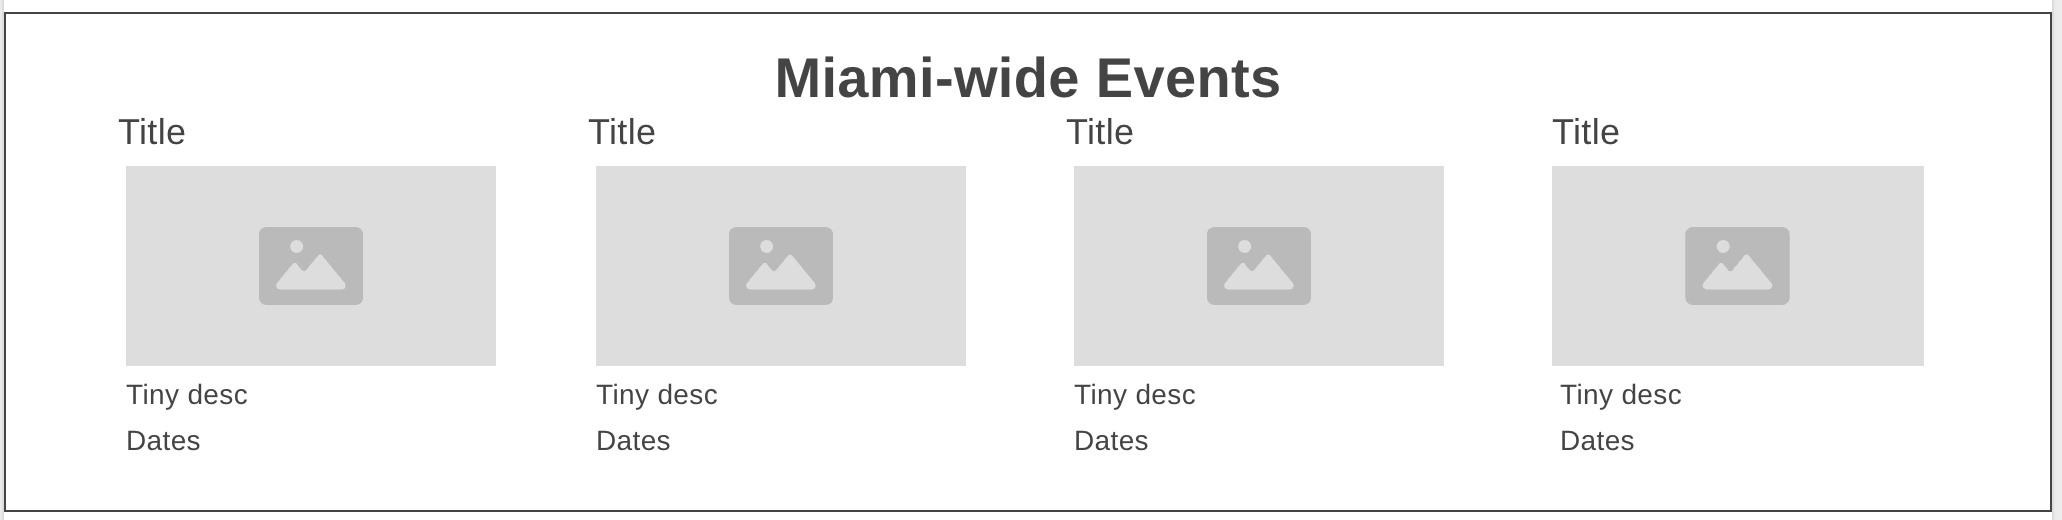 Miami-wide Events
Title
Title
Title
Title
Tiny desc
Tiny desc
Tiny desc
Tiny desc
Dates
Dates
Dates
Dates